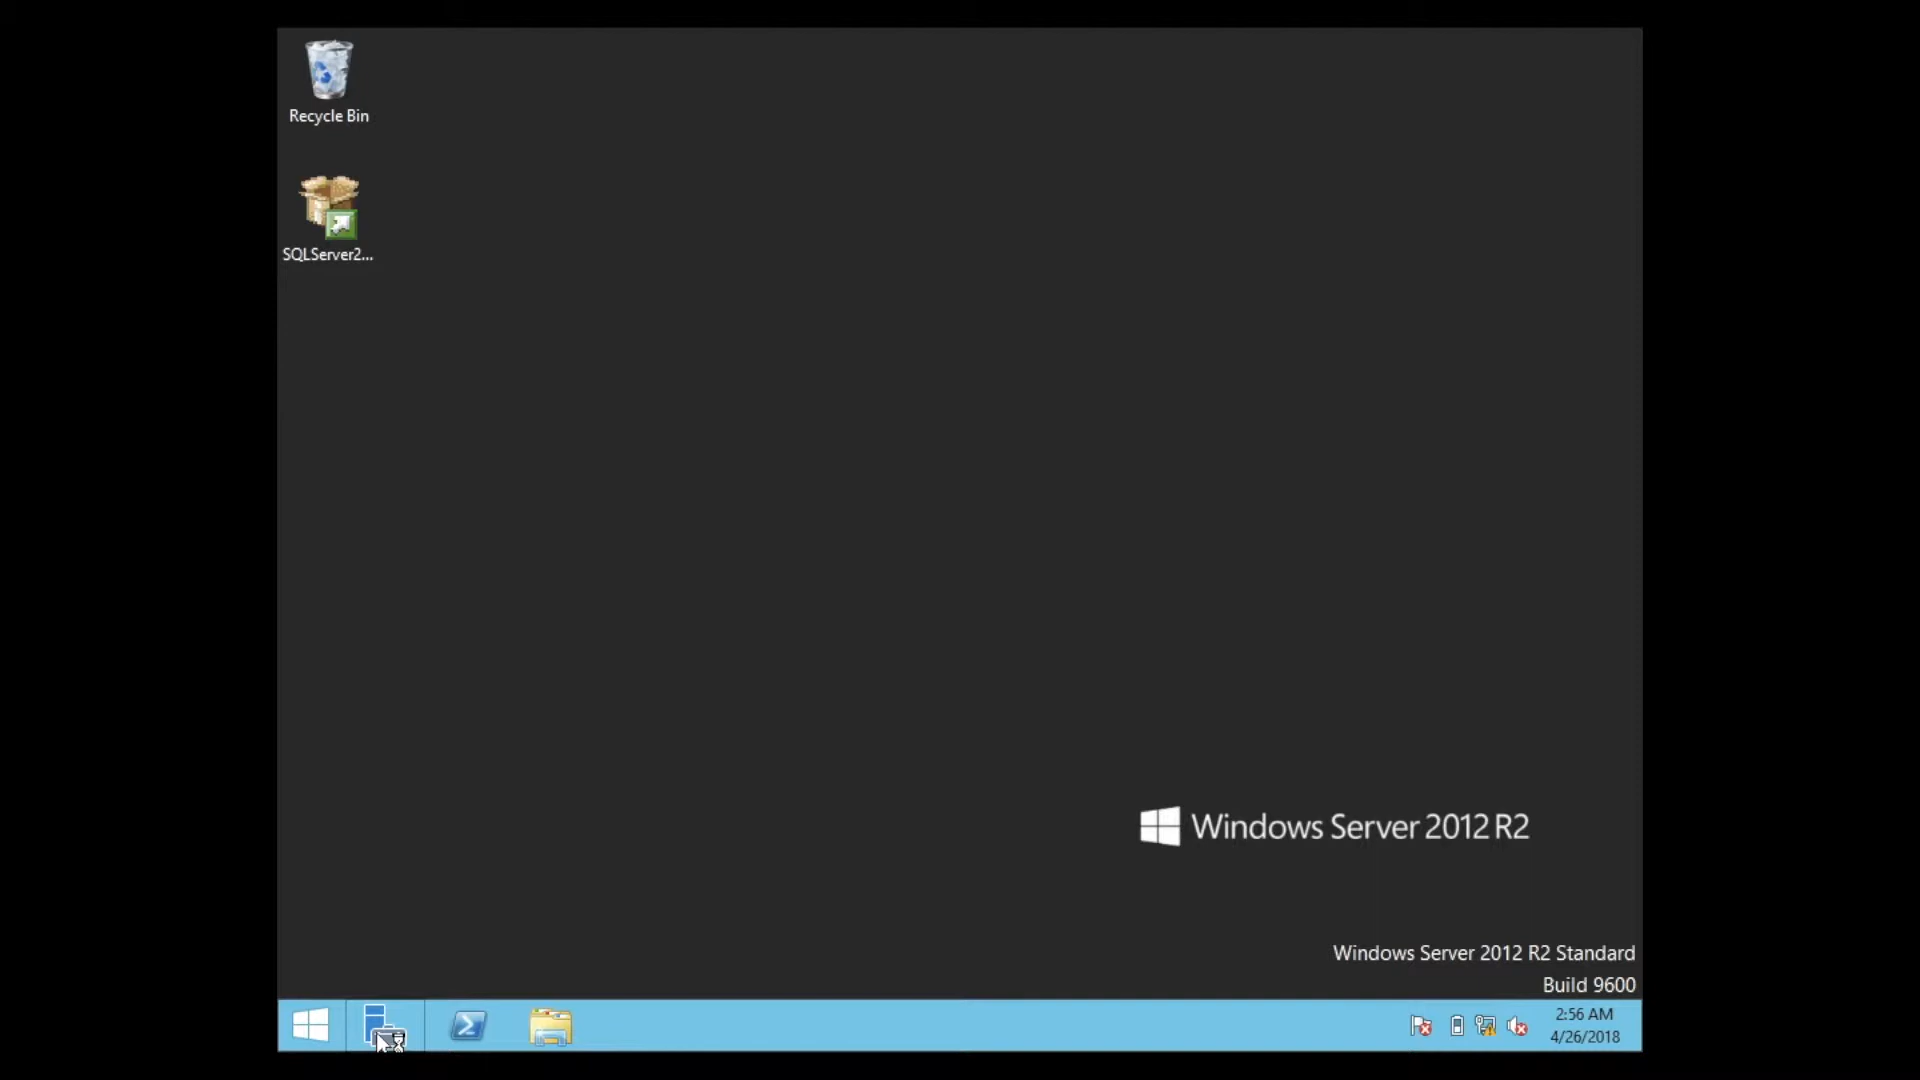 Recycle Bin
SQLServer2...
Windows Server 2012 R2
Windows Server 2012 R2 Standard
Build 9600
2:56 AM
4/26/2018